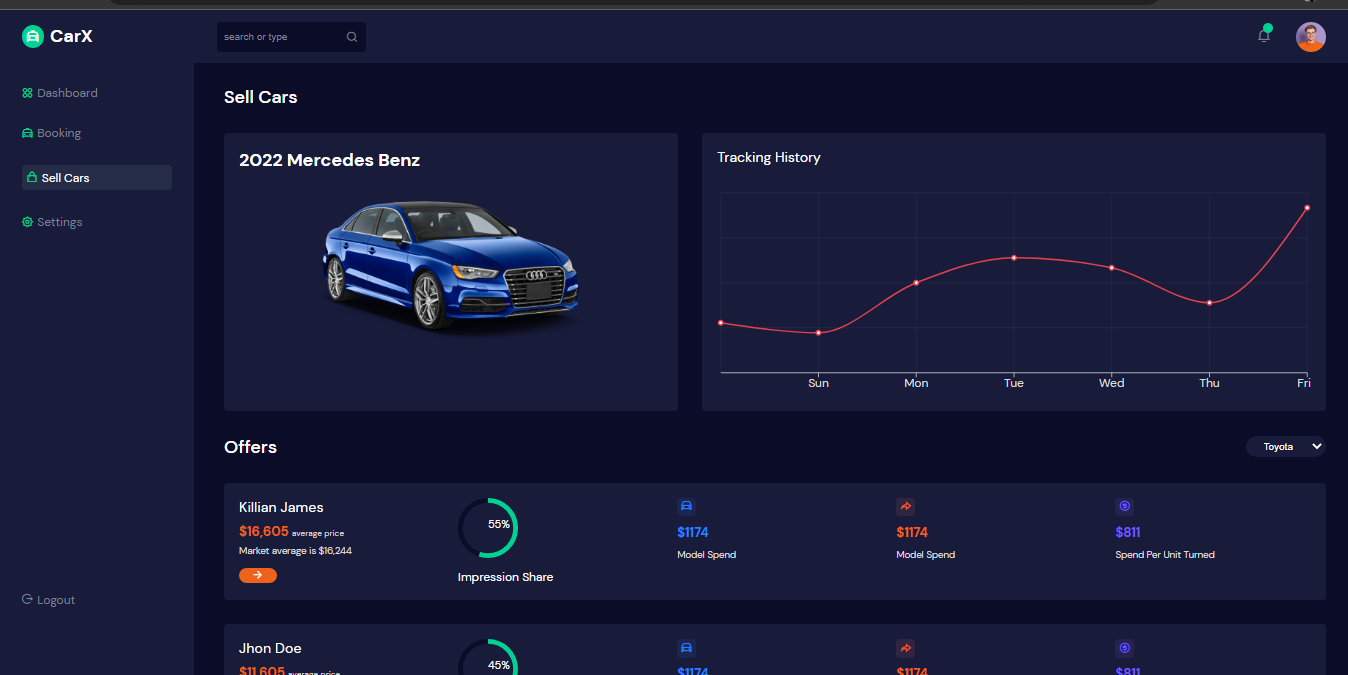 CarX
search or type
Dashboard
Booking
Sell Cars
Settings
Logout
Sell Cars
2022 Mercedes Benz
Tracking History
Sun Mon Tue Wed Thu Fri
Offers
Toyota
Killian James
$16,605 average price
Market average is $16,244
55%
Impression Share
$1174
Model Spend
$1174
Model Spend
$811
Spend Per Unit Turned
Jhon Doe
$11,605 average price
45%
$1174
$1174
$811